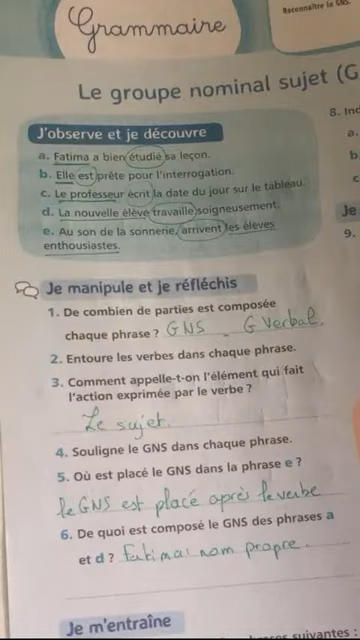 Grammaire
Reconnaître le GNS.
Le groupe nominal sujet (G
J'observe et je découvre
a. Fatima a bien étudié sa leçon.
b. Elle est prête pour l'interrogation.
c. Le professeur écrit la date du jour sur le tableau.
d. La nouvelle élève travaille soigneusement.
e. Au son de la sonnerie, arrivent les élèves
enthousiastes.
Je manipule et je réfléchis
1. De combien de parties est composée
chaque phrase ? GNS _ G Verbal.
2. Entoure les verbes dans chaque phrase.
3. Comment appelle-t-on l'élément qui fait
l'action exprimée par le verbe ?
Le sujet.
4. Souligne le GNS dans chaque phrase.
5. Où est placé le GNS dans la phrase e ?
le GNS est placé après le verbe
6. De quoi est composé le GNS des phrases a
et d ? Fatima: nom propre.
Je m'entraîne
8. Ind
a.
b.
c
Je
9.
suivantes :